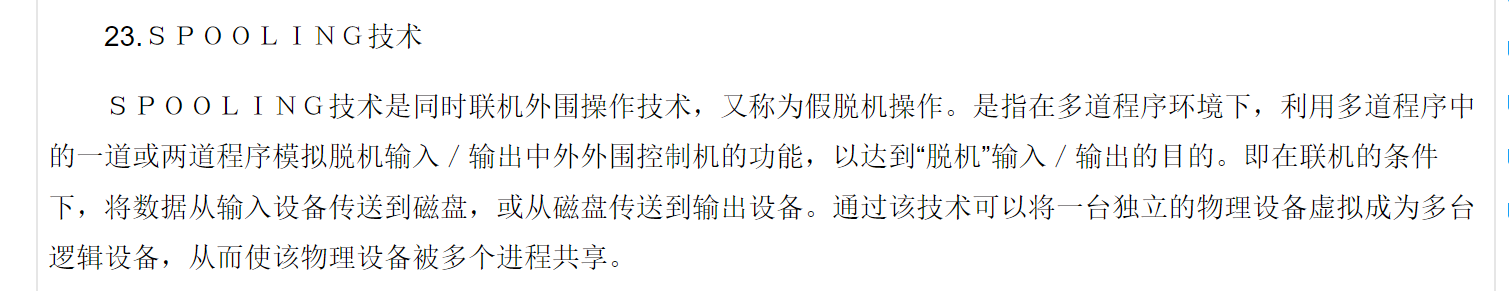 23.SPOOLING技术
SPOOLING技术是同时联机外围操作技术，又称为假脱机操作。是指在多道程序环境下，利用多道程序中
的一道或两道程序模拟脱机输入／输出中外外围控制机的功能，以达到“脱机”输入／输出的目的。即在联机的条件
下，将数据从输入设备传送到磁盘，或从磁盘传送到输出设备。通过该技术可以将一台独立的物理设备虚拟成为多台
逻辑设备，从而使该物理设备被多个进程共享。